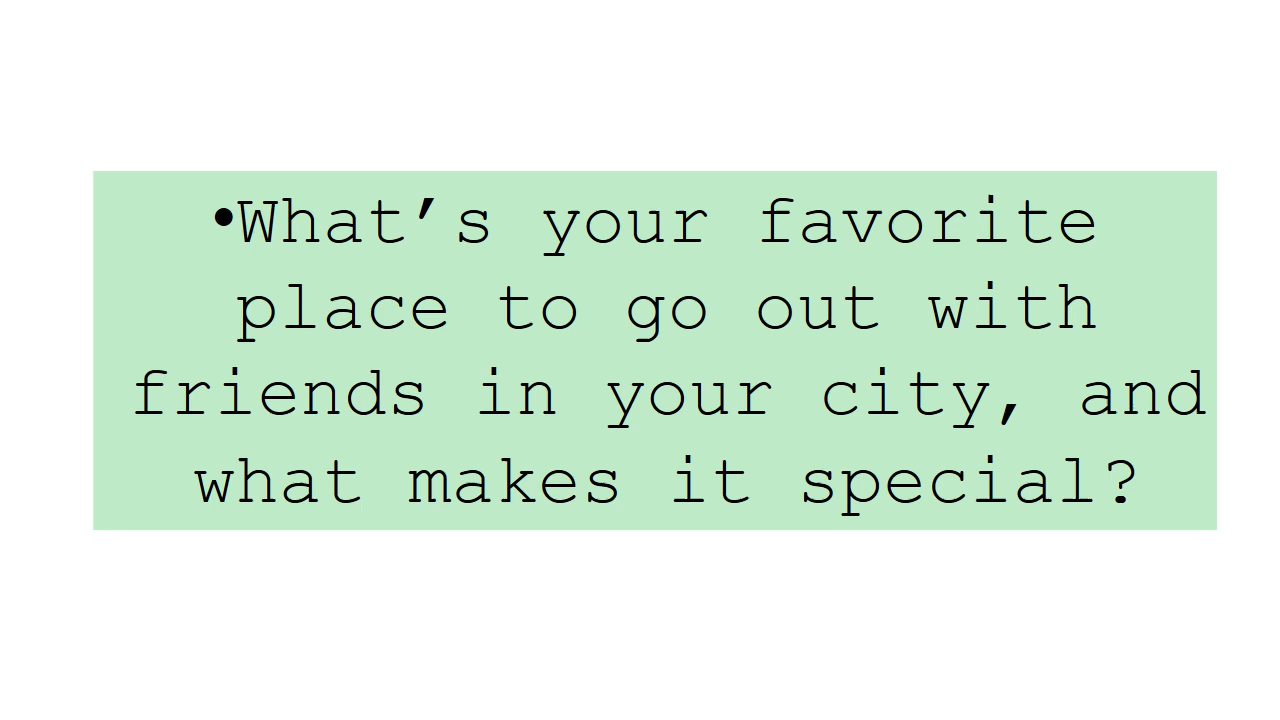 •What’s your favorite
place to go out with
friends in your city, and
what makes it special?